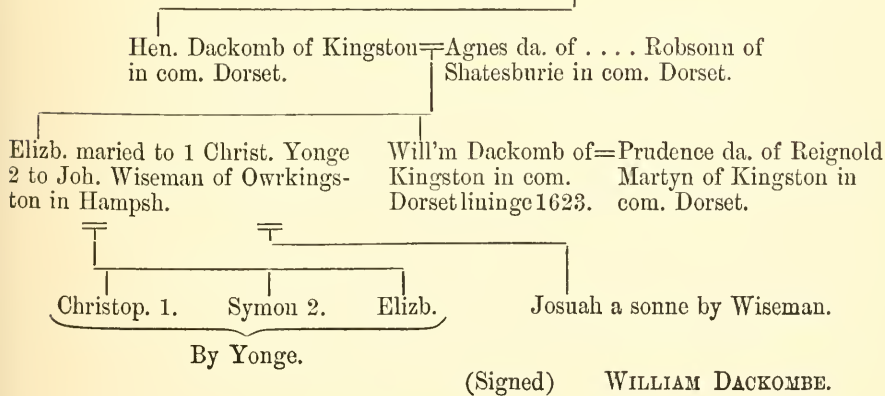 Hen. Dackomb of Kingston=Agnes da. of . . . . Robsonn of
in com. Dorset. Shatesburie in com. Dorset.
Elizb. maried to 1 Christ. Yonge
2 to Joh. Wiseman of Owrkings-
ton in Hampsh.
Will'm Dackomb of=Prudence da. of Reignold
Kingston in com. Martyn of Kingston in
Dorset liuinge 1623. com. Dorset.
Christop. 1. Symon 2. Elizb. Josuah a sonne by Wiseman.
By Yonge.
(Signed) WILLIAM DACKOMBE.